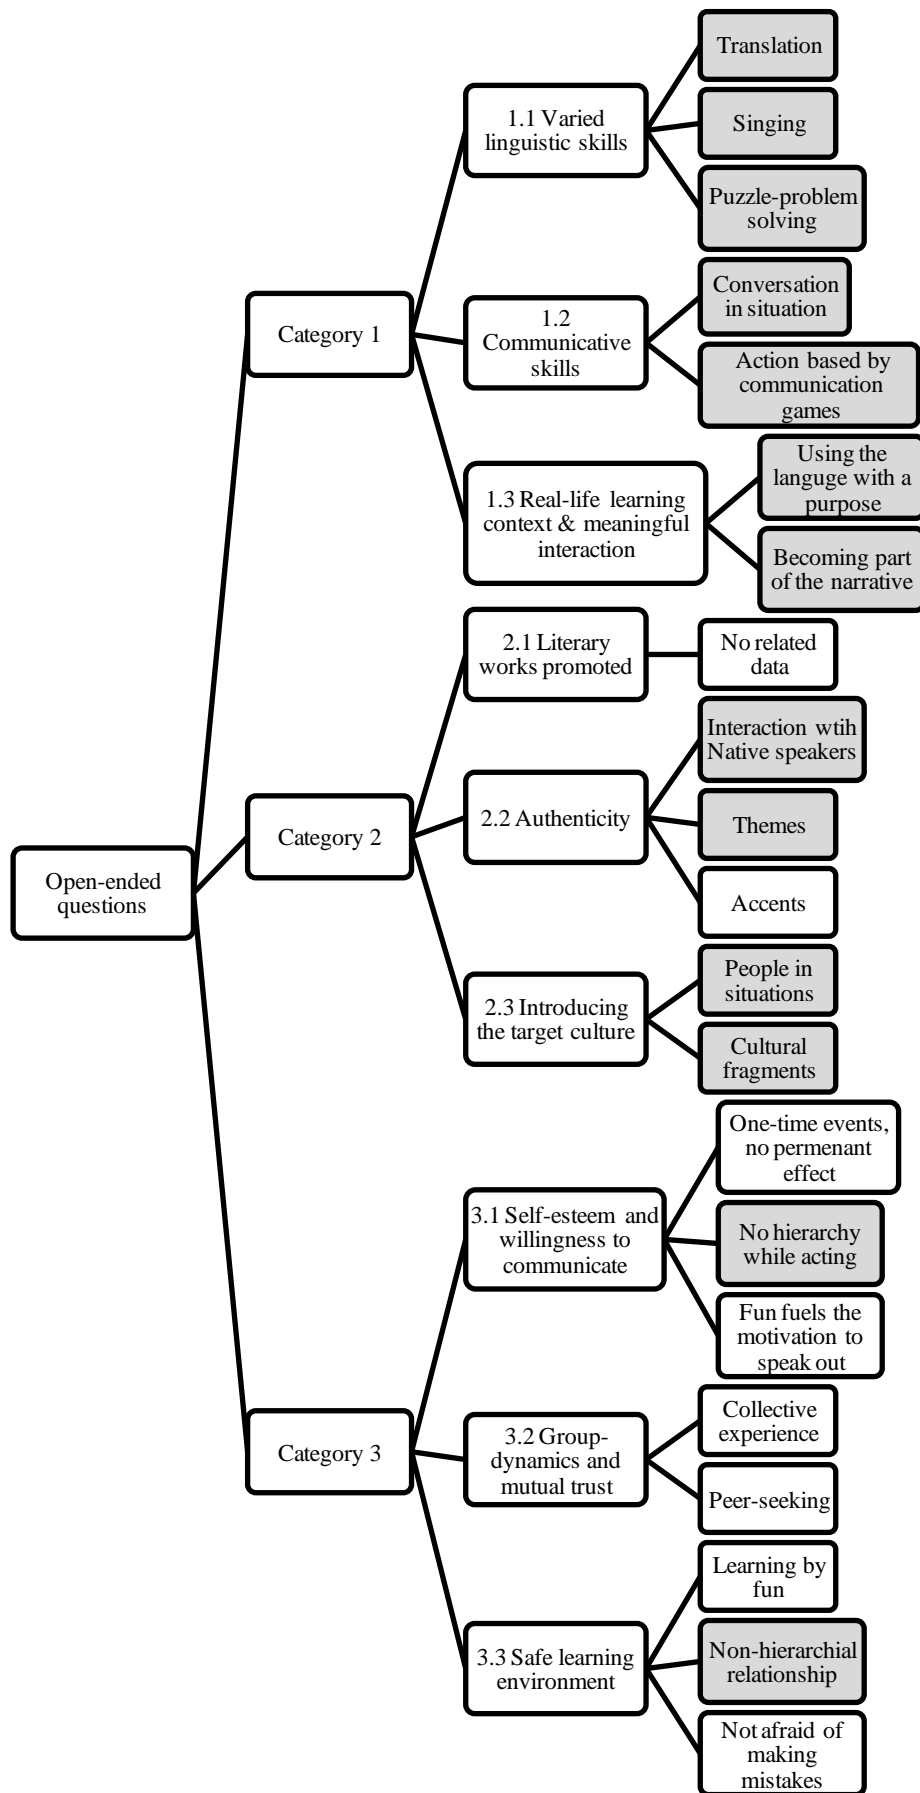 Open-ended
questions
Category 1
1.1 Varied
linguistic skills
Translation
Singing
Puzzle-problem
solving
1.2
Communicative
skills
Conversation
in situation
Action based by
communication
games
1.3 Real-life learning
context & meaningful
interaction
Using the
languge with a
purpose
Becoming part
of the narrative
Category 2
2.1 Literary
works promoted
No related
data
2.2 Authenticity
Interaction wtih
Native speakers
Themes
Accents
2.3 Introducing
the target culture
People in
situations
Cultural
fragments
Category 3
3.1 Self-esteem and
willingness to
communicate
One-time events,
no permenant
effect
No hierarchy
while acting
Fun fuels the
motivation to
speak out
3.2 Group-
dynamics and
mutual trust
Collective
experience
Peer-seeking
3.3 Safe learning
environment
Learning by
fun
Non-hierarchial
relationship
Not afraid of
making
mistakes